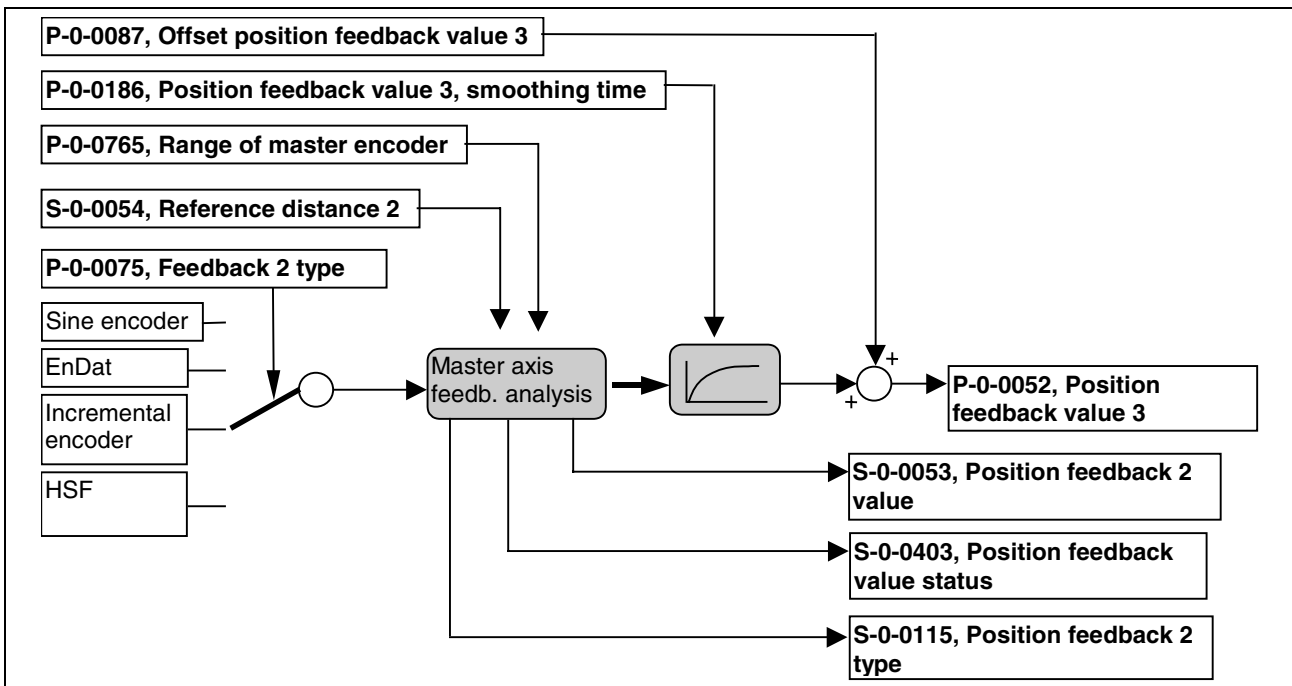 P-0-0087, Offset position feedback value 3
P-0-0186, Position feedback value 3, smoothing time
P-0-0765, Range of master encoder
S-0-0054, Reference distance 2
P-0-0075, Feedback 2 type
Sine encoder
EnDat
Incremental
encoder
HSF
Master axis
feedb. analysis
+
+
P-0-0052, Position
feedback value 3
S-0-0053, Position feedback 2
value
S-0-0403, Position feedback
value status
S-0-0115, Position feedback 2
type